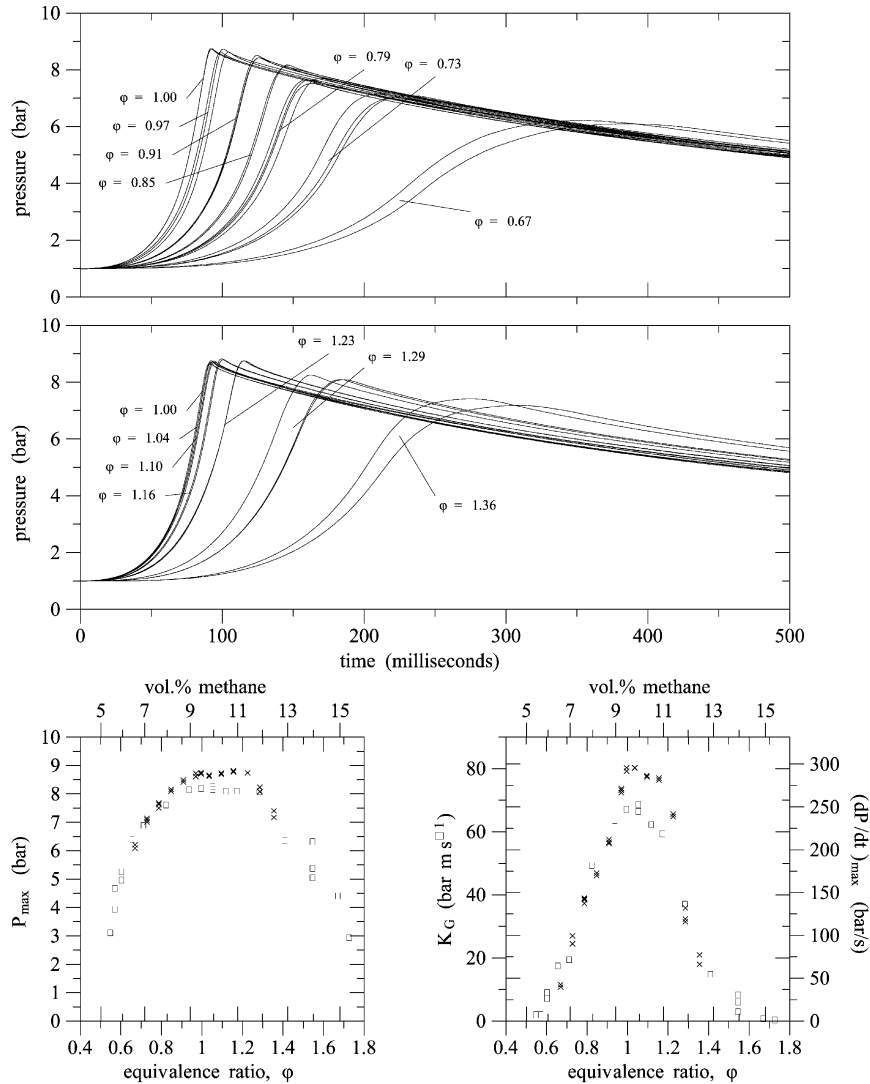 10
8
6
4
2
0
pressure (bar)
φ = 1.00
φ = 0.97
φ = 0.91
φ = 0.85
φ = 0.79
φ = 0.73
φ = 0.67
10
8
6
4
2
0
pressure (bar)
φ = 1.00
φ = 1.04
φ = 1.10
φ = 1.16
φ = 1.23
φ = 1.29
φ = 1.36
0 100 200 300 400 500
time (milliseconds)
vol.% methane
5 7 9 11 13 15
10
9
8
7
6
5
4
3
2
1
0
Pmax (bar)
0.4 0.6 0.8 1 1.2 1.4 1.6 1.8
equivalence ratio, φ
vol.% methane
5 7 9 11 13 15
80
60
40
20
0
KG (bar m s□1)
300
250
200
150
100
50
0
(dP/dt)max (bar/s)
0.4 0.6 0.8 1 1.2 1.4 1.6 1.8
equivalence ratio, φ